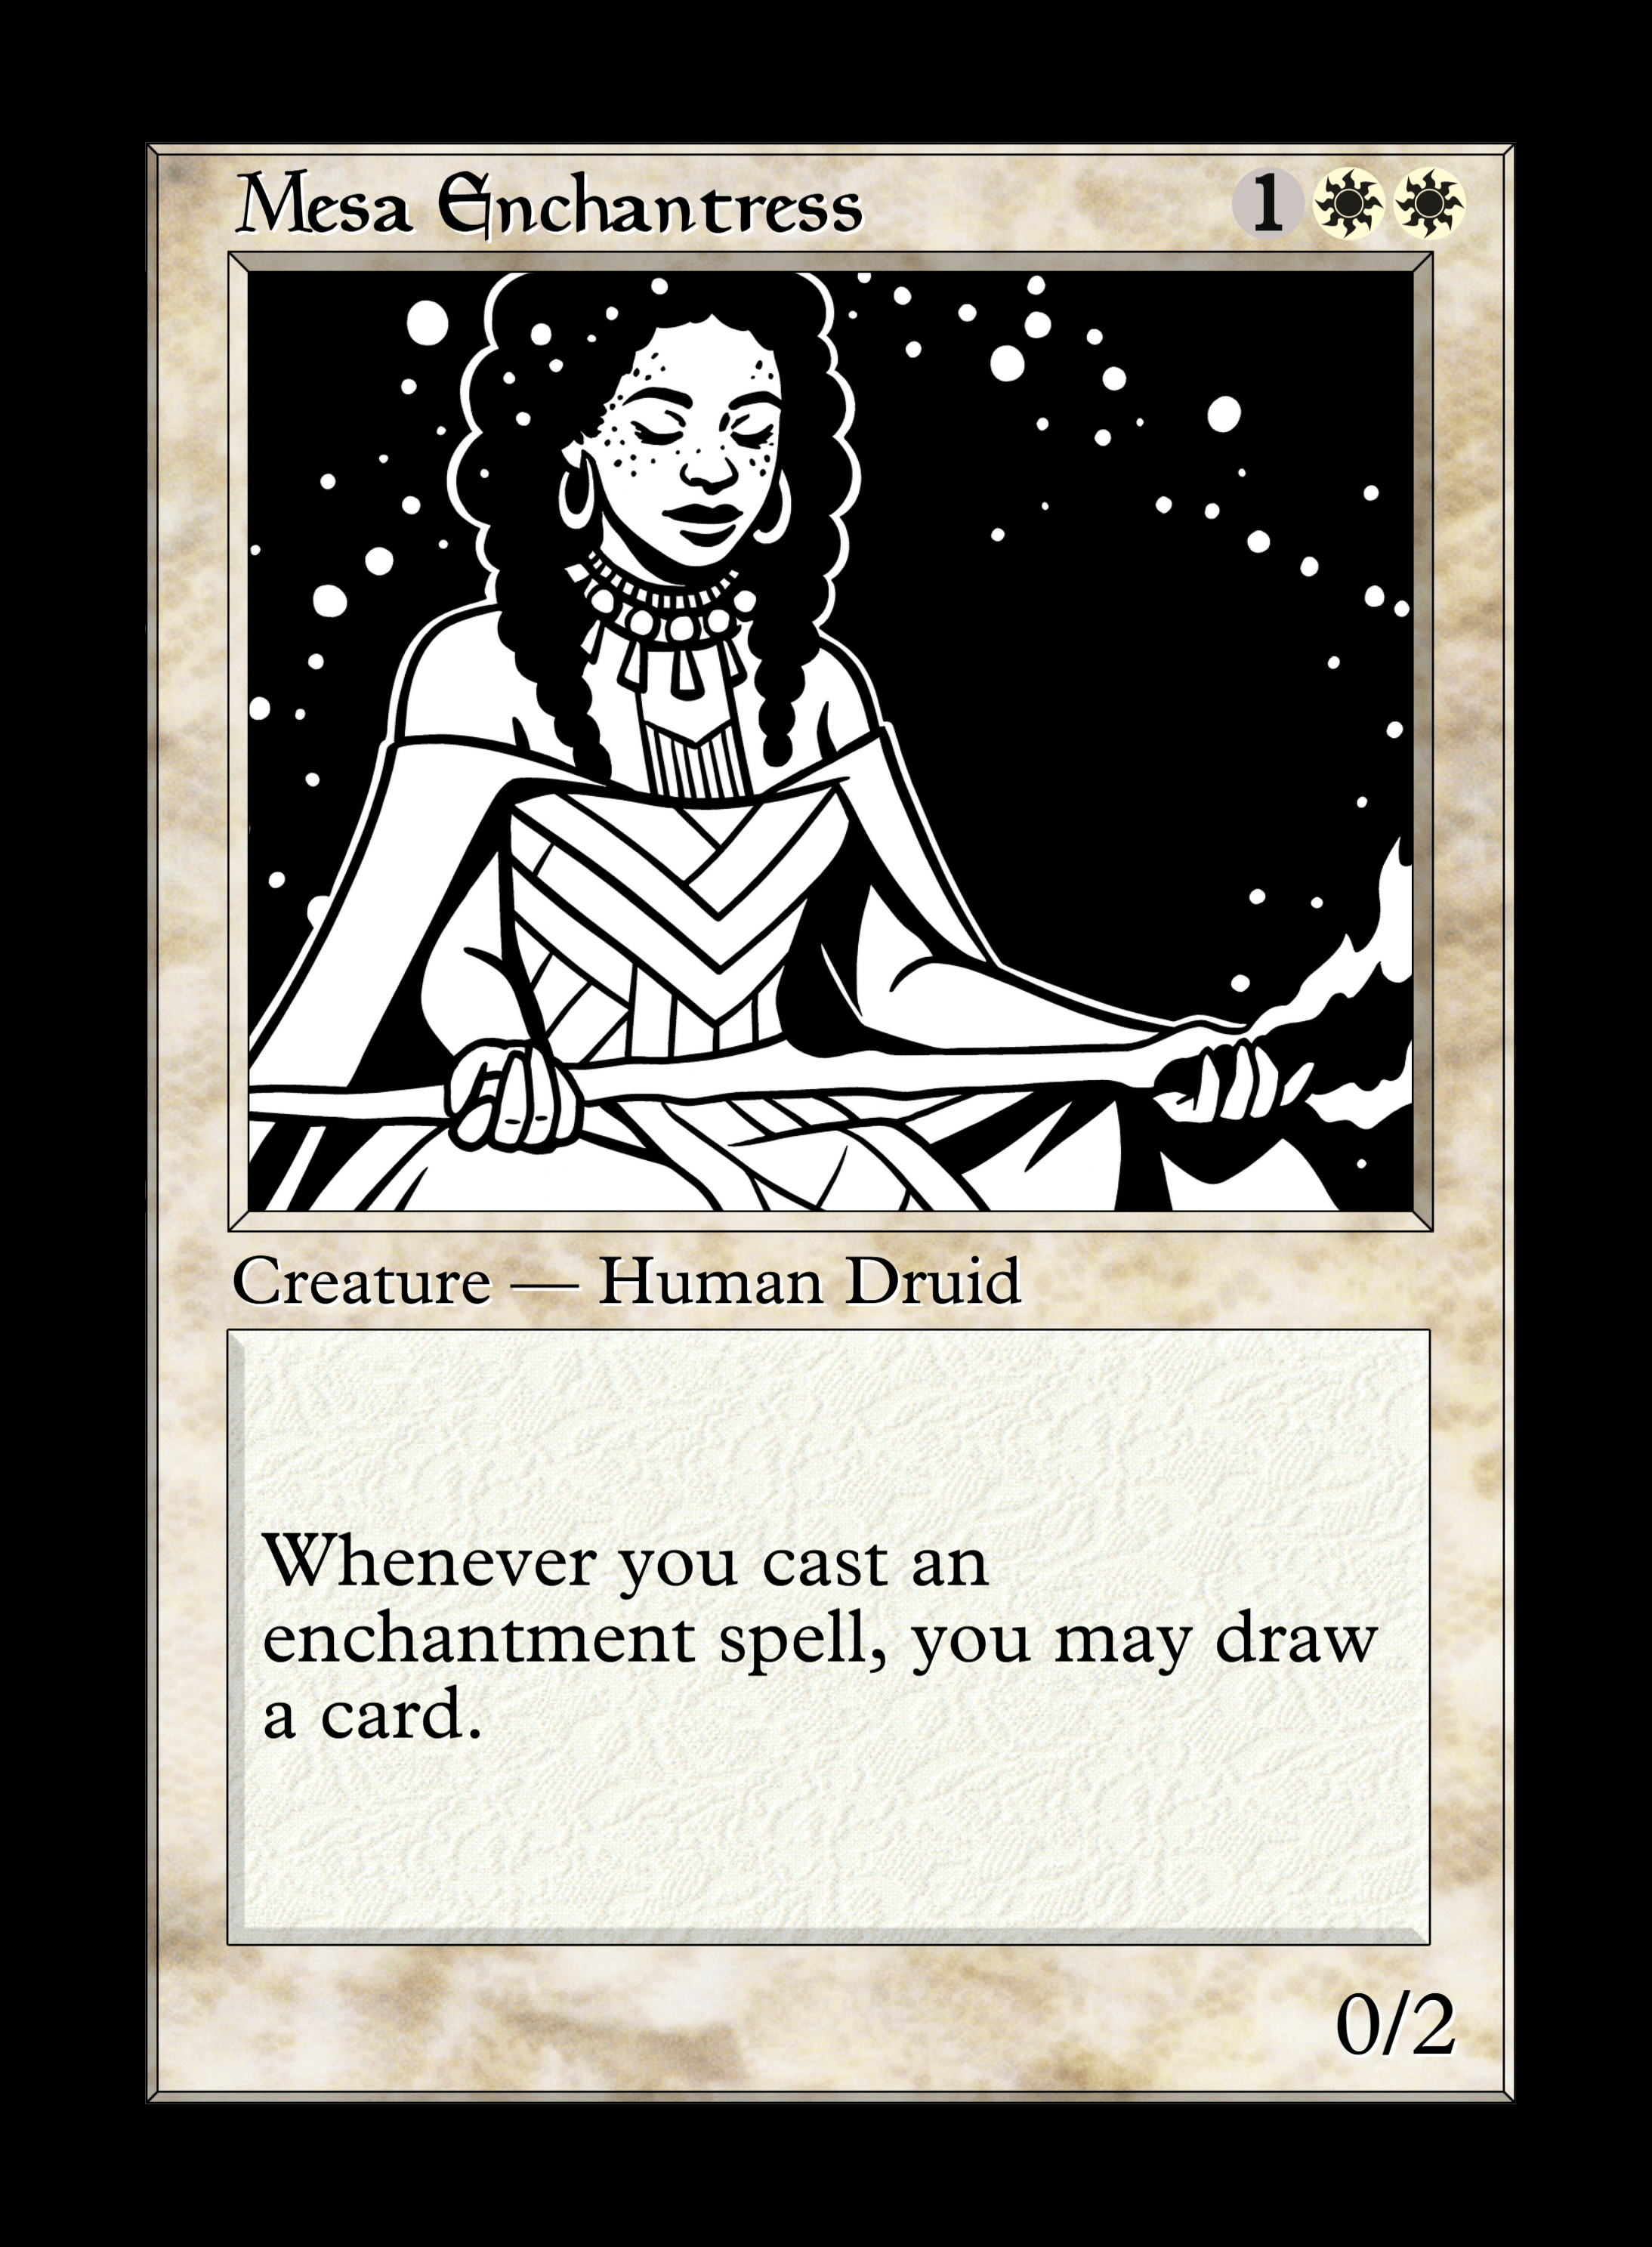 Mesa Enchantress 1
Creature — Human Druid
Whenever you cast an
enchantment spell, you may draw
a card.
0/2